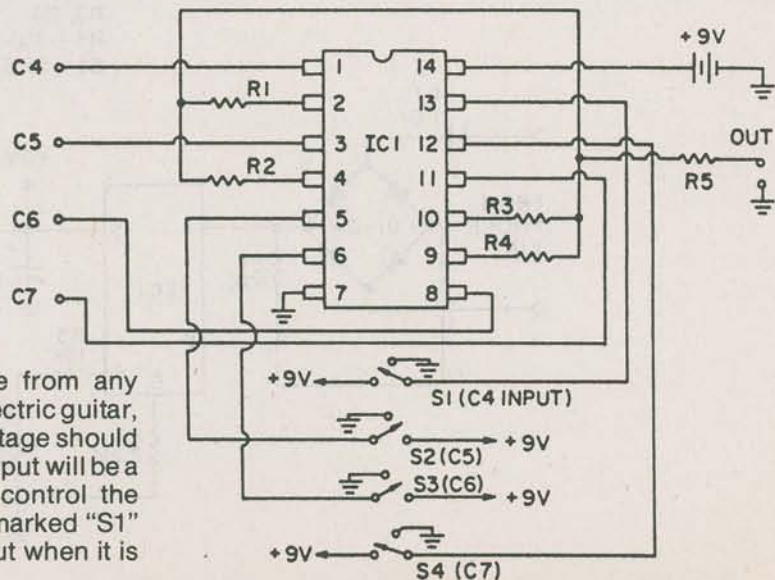 +9V
C4
1
14
R1
2
13
C5
3
IC1
12
OUT
R2
4
11
R5
C6
5
10
R3
6
9
R4
C7
7
8
e from any
+9V
ectric guitar,
S1 (C4 INPUT)
tage should
+9V
put will be a
S2 (C5)
control the
S3 (C6)
+9V
marked “S1”
ut when it is
+9V
S4 (C7)